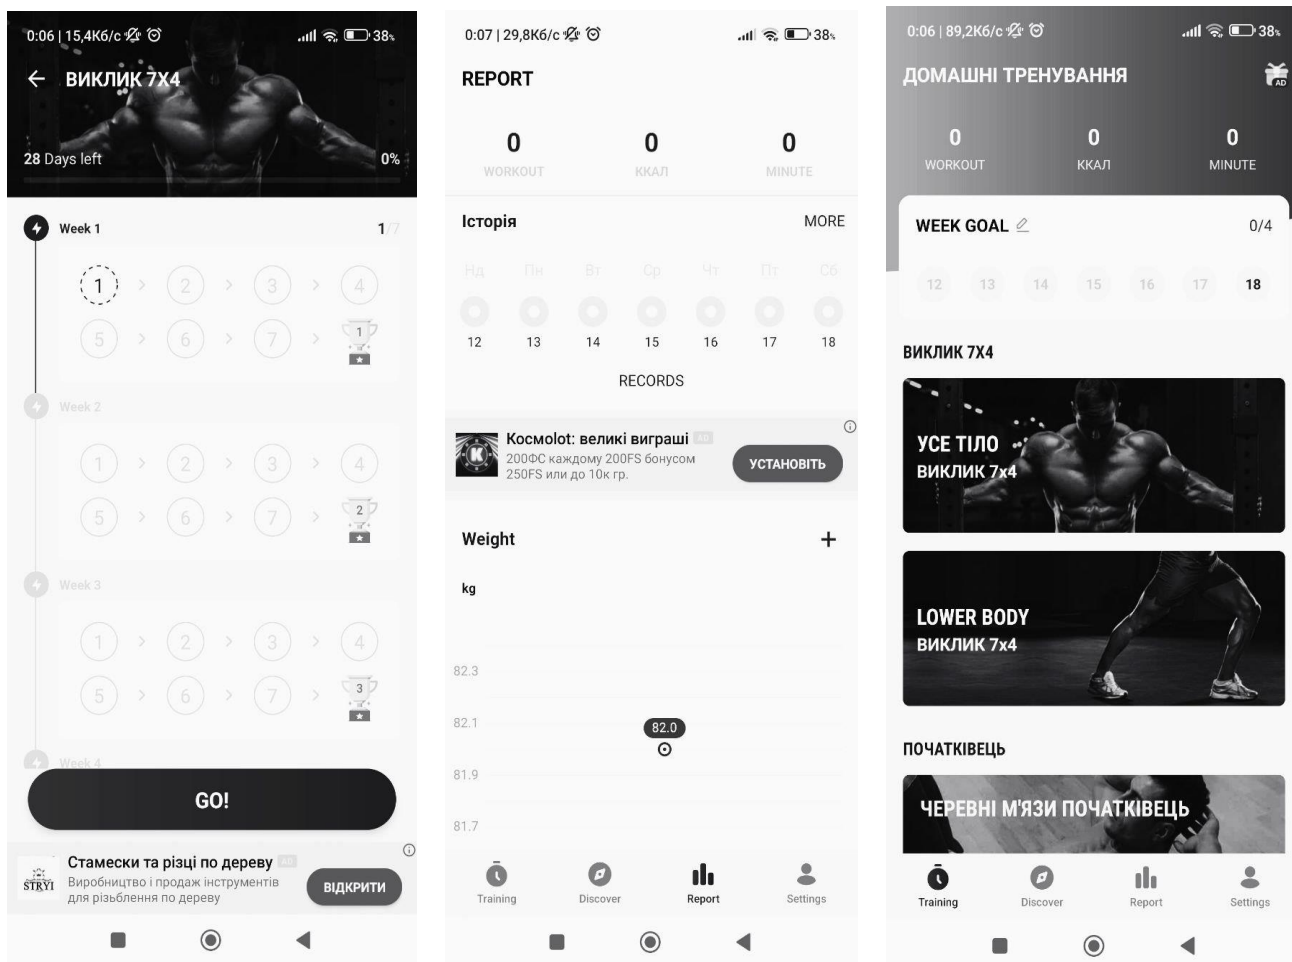 0:06 | 15,4Кб/с
38%
ВИКЛИК 7X4
28 Days left
0%
Week 1
1/7
1 > 2 > 3 > 4
5 > 6 > 7 > 1
Week 2
1 > 2 > 3 > 4
5 > 6 > 7 > 2
Week 3
1 > 2 > 3 > 4
5 > 6 > 7 > 3
Week 4
GO!
Стамески та різці по дереву AD
STRYI
Виробництво і продаж інструментів
для різьблення по дереву
ВІДКРИТИ
0:07 | 29,8Кб/с
38%
REPORT
0 0 0
WORKOUT ККАЛ MINUTE
Історія
MORE
Нд Пн Вт Ср Чт Пт Сб
12 13 14 15 16 17 18
RECORDS
K
Космolot: великі виграші AD
200ФС каждому 200FS бонусом
250FS или до 10к гр.
УСТАНОВІТЬ
Weight
+
kg
82.3
82.1
82.0
81.9
81.7
Training Discover Report Settings
0:06 | 89,2Кб/с
38%
ДОМАШНІ ТРЕНУВАННЯ
AD
0 0 0
WORKOUT ККАЛ MINUTE
WEEK GOAL
0/4
12 13 14 15 16 17 18
ВИКЛИК 7X4
УСЕ ТІЛО
ВИКЛИК 7x4
LOWER BODY
ВИКЛИК 7x4
ПОЧАТКІВЕЦЬ
ЧЕРЕВНІ М'ЯЗИ ПОЧАТКІВЕЦЬ
Training Discover Report Settings